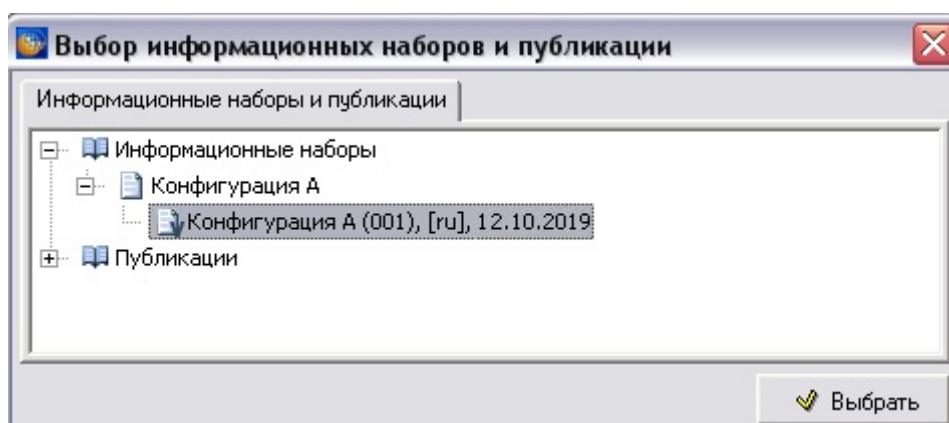 Выбор информационных наборов и публикации
Информационные наборы и публикации
Информационные наборы
Конфигурация А
Конфигурация А (001), [ru], 12.10.2019
Публикации
Выбрать